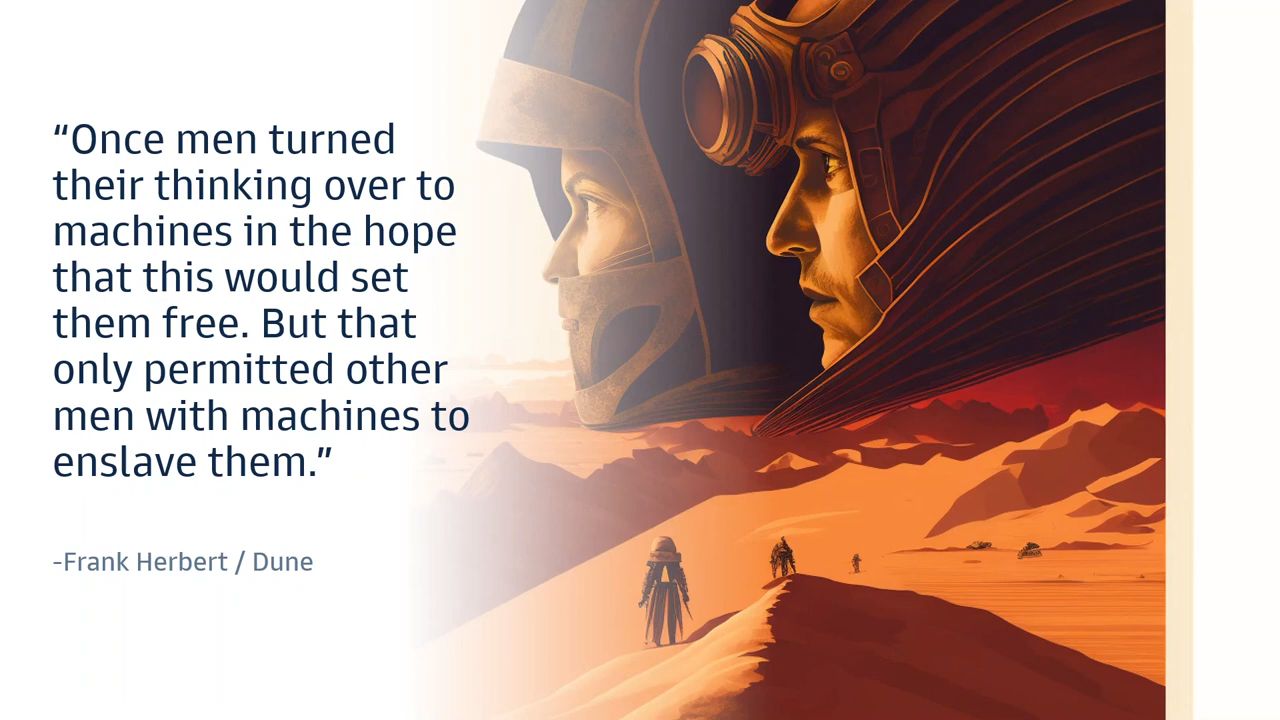 “Once men turned
their thinking over to
machines in the hope
that this would set
them free. But that
only permitted other
men with machines to
enslave them.”
-Frank Herbert / Dune